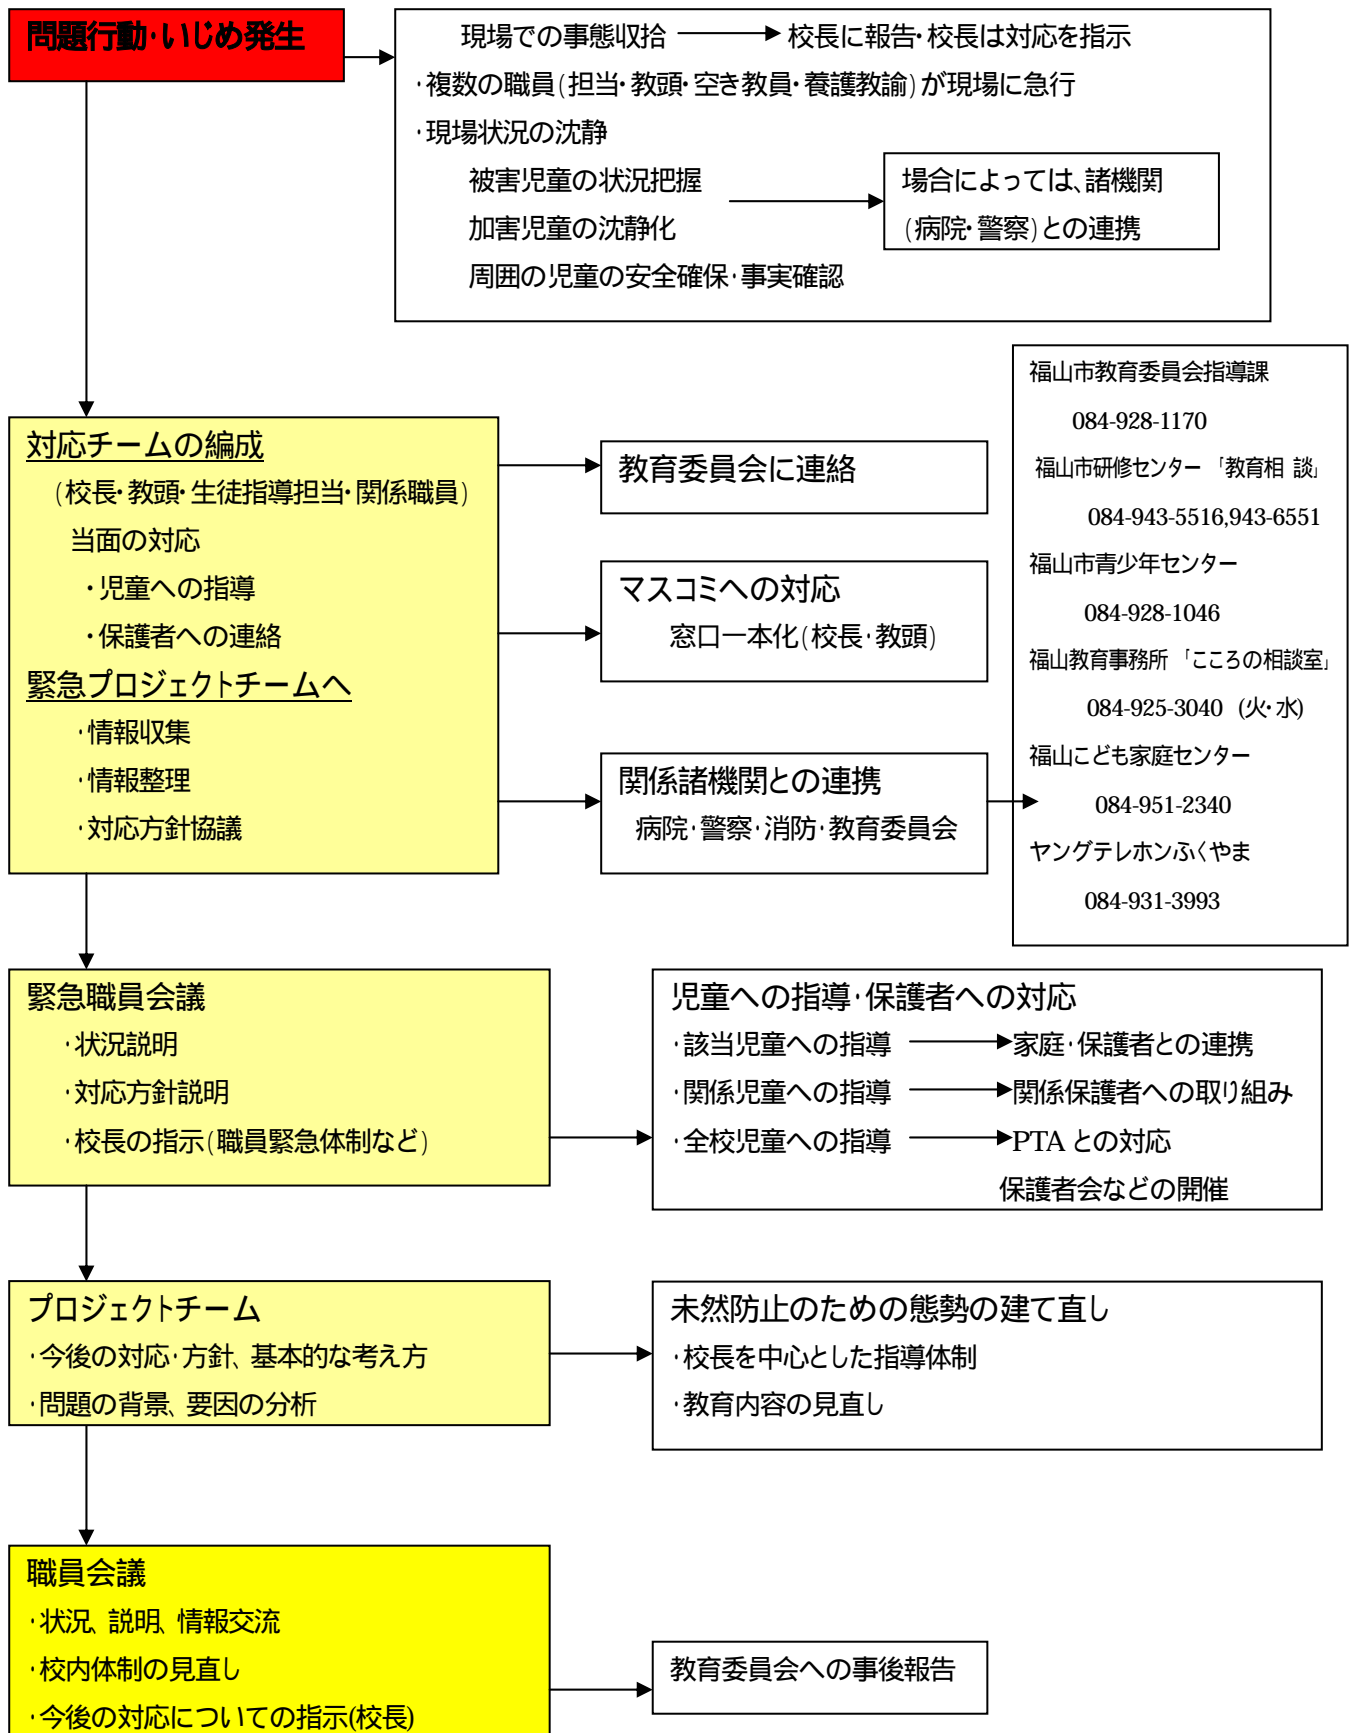 問題行動・いじめ発生
現場での事態収拾 校長に報告・校長は対応を指示
・複数の職員(担当・教頭・空き教員・養護教諭)が現場に急行
・現場状況の沈静
被害児童の状況把握
加害児童の沈静化
周囲の児童の安全確保・事実確認
場合によっては、諸機関
(病院・警察)との連携
対応チームの編成
(校長・教頭・生徒指導担当・関係職員)
当面の対応
・児童への指導
・保護者への連絡
緊急プロジェクトチームへ
・情報収集
・情報整理
・対応方針協議
教育委員会に連絡
マスコミへの対応
窓口一本化(校長・教頭)
関係諸機関との連携
病院・警察・消防・教育委員会
福山市教育委員会指導課
084-928-1170
福山市研修センター「教育相 談」
084-943-5516,943-6551
福山市青少年センター
084-928-1046
福山教育事務所「こころの相談室」
084-925-3040 (火・水)
福山こども家庭センター
084-951-2340
ヤングテレホンふくやま
084-931-3993
緊急職員会議
・状況説明
・対応方針説明
・校長の指示(職員緊急体制など)
児童への指導・保護者への対応
・該当児童への指導 家庭・保護者との連携
・関係児童への指導 関係保護者への取り組み
・全校児童への指導 PTA との対応
保護者会などの開催
プロジェクトチーム
・今後の対応・方針、基本的な考え方
・問題の背景、要因の分析
未然防止のための態勢の建て直し
・校長を中心とした指導体制
・教育内容の見直し
職員会議
・状況、説明、情報交流
・校内体制の見直し
・今後の対応についての指示(校長)
教育委員会への事後報告